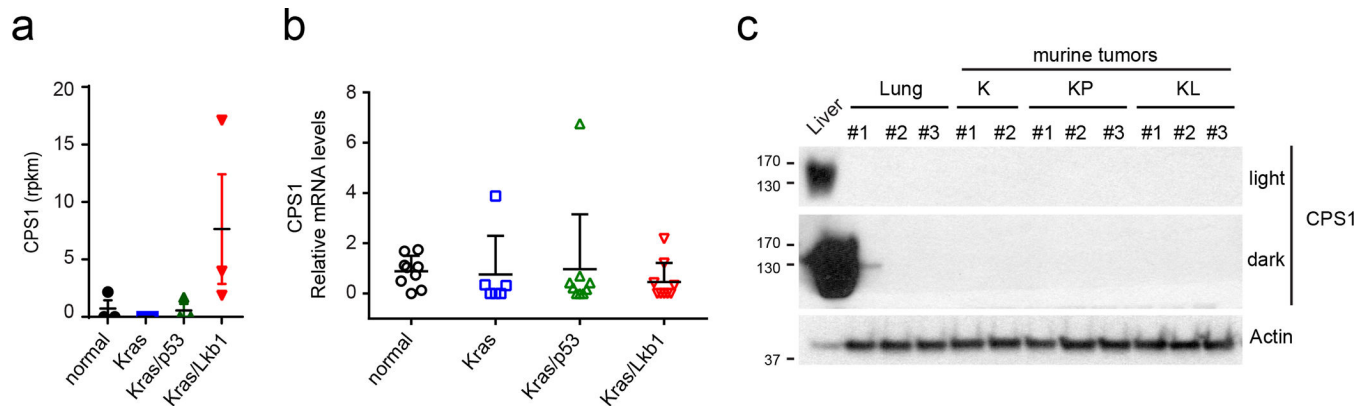 a
CPS1 (rpkm)
20
15
10
5
0
normal
Kras
Kras/p53
Kras/Lkb1
b
CPS1
Relative mRNA levels
8
6
4
2
0
normal
Kras
Kras/p53
Kras/Lkb1
c
murine tumors
Liver Lung K KP KL
#1 #2 #3 #1 #2 #1 #2 #3 #1 #2 #3
170
130
light
170
130
dark
CPS1
37
Actin